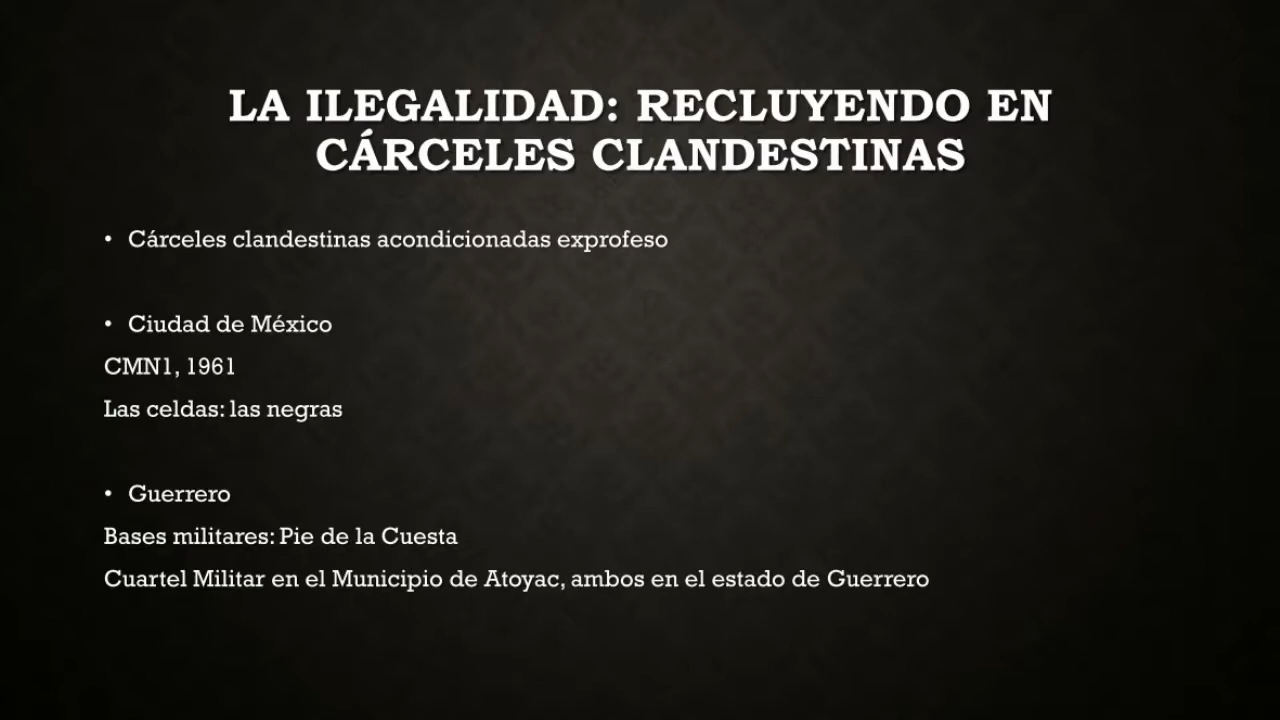 LA ILEGALIDAD: RECLUYENDO EN
CÁRCELES CLANDESTINAS
• Cárceles clandestinas acondicionadas exprofeso
• Ciudad de México
CMN1, 1961
Las celdas: las negras
• Guerrero
Bases militares: Pie de la Cuesta
Cuartel Militar en el Municipio de Atoyac, ambos en el estado de Guerrero